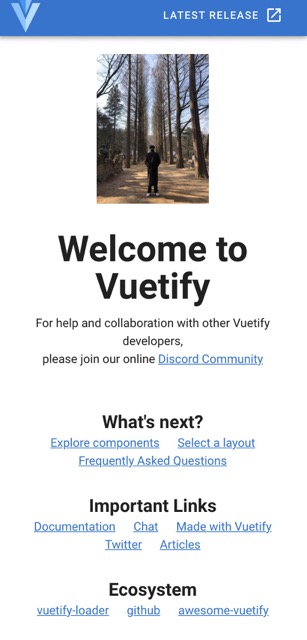 LATEST RELEASE
Welcome to
Vuetify
For help and collaboration with other Vuetify
developers,
please join our online Discord Community
What's next?
Explore components Select a layout
Frequently Asked Questions
Important Links
Documentation Chat Made with Vuetify
Twitter Articles
Ecosystem
vuetify-loader github awesome-vuetify